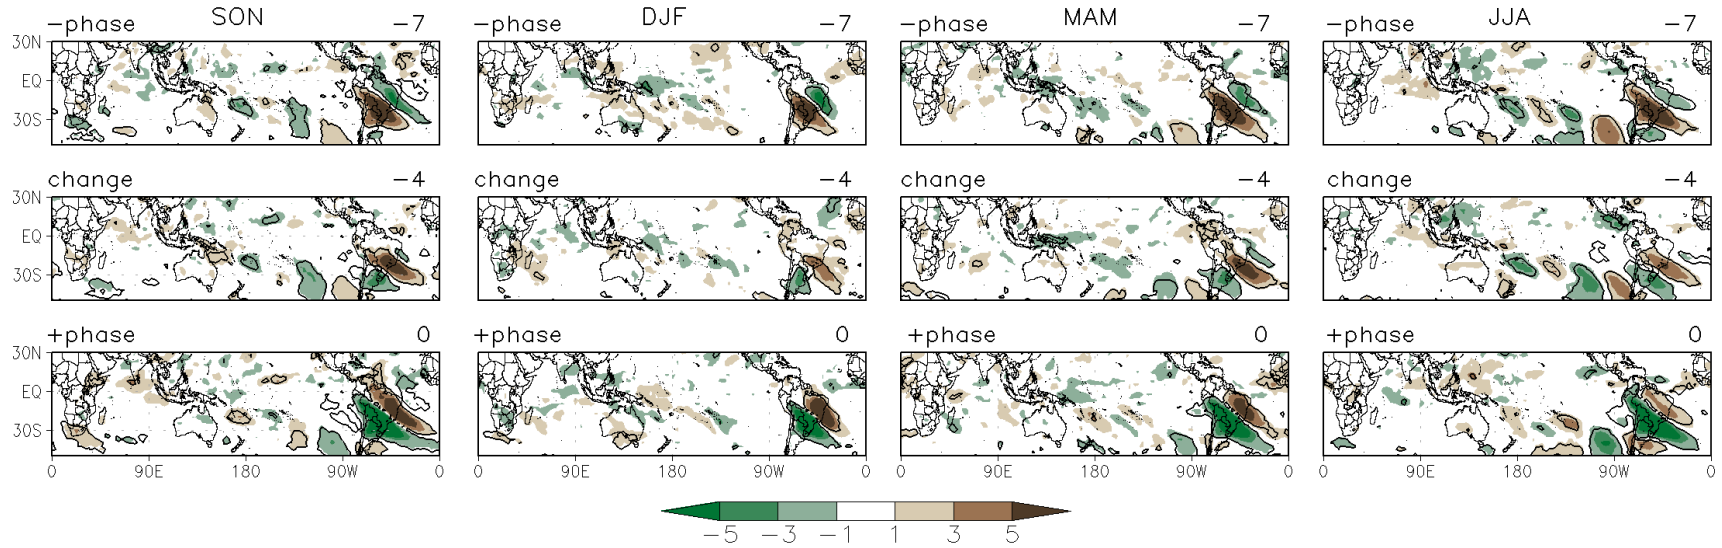 SON DJF MAM JJA
−phase −7 −phase −7 −phase −7 −phase −7
30N
EQ
30S
change −4 change −4 change −4 change −4
30N
EQ
30S
+phase 0 +phase 0 +phase 0 +phase 0
30N
EQ
30S
0 90E 180 90W 0 0 90E 180 90W 0 0 90E 180 90W 0 0 90E 180 90W 0
−5 −3 −1 1 3 5